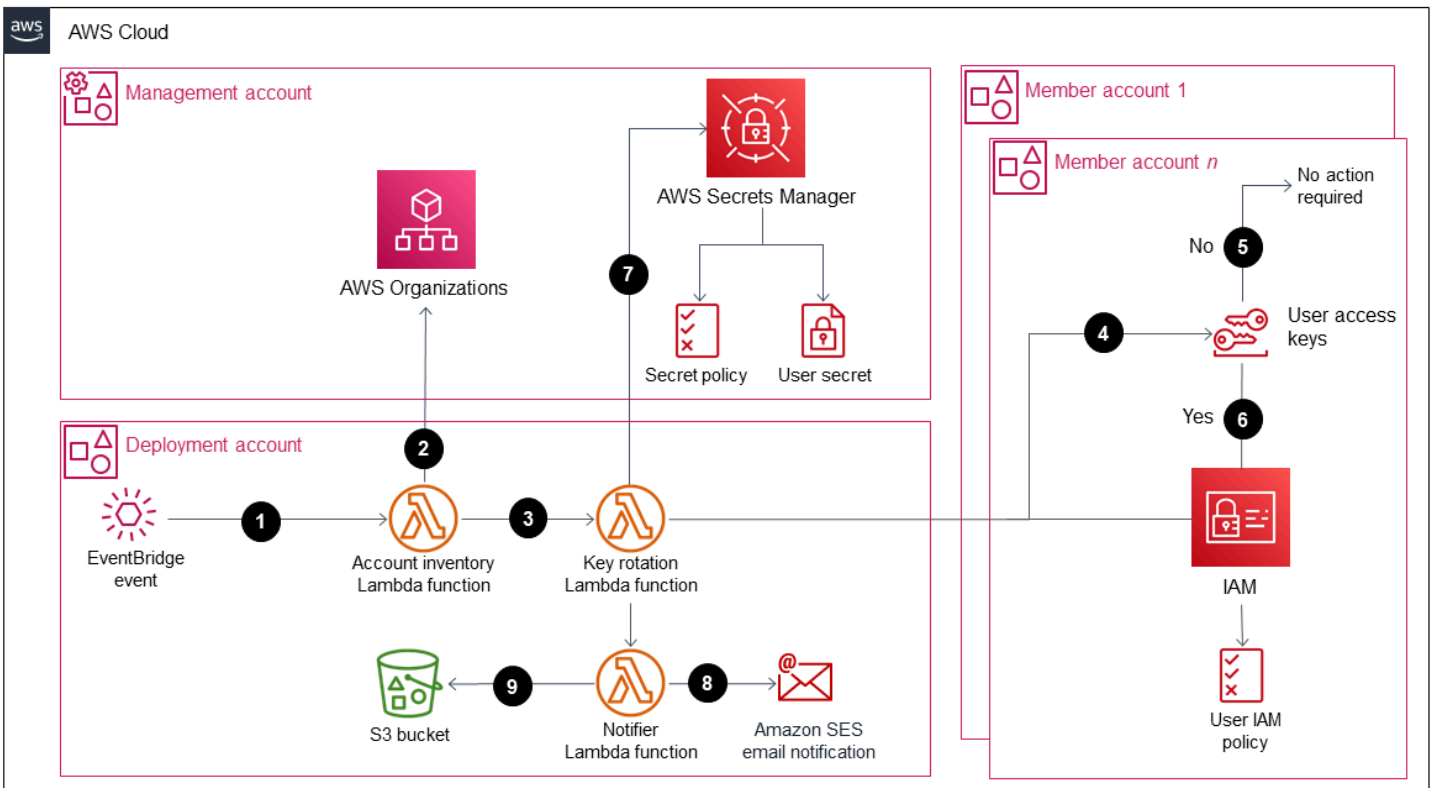 aws
AWS Cloud
Management account
AWS Secrets Manager
AWS Organizations
7
Secret policy
User secret
Member account 1
Member account n
No action
required
No
5
User access
keys
4
Yes
6
IAM
User IAM
policy
Deployment account
2
EventBridge
event
1
Account inventory
Lambda function
3
Key rotation
Lambda function
S3 bucket
9
Notifier
Lambda function
8
@
Amazon SES
email notification